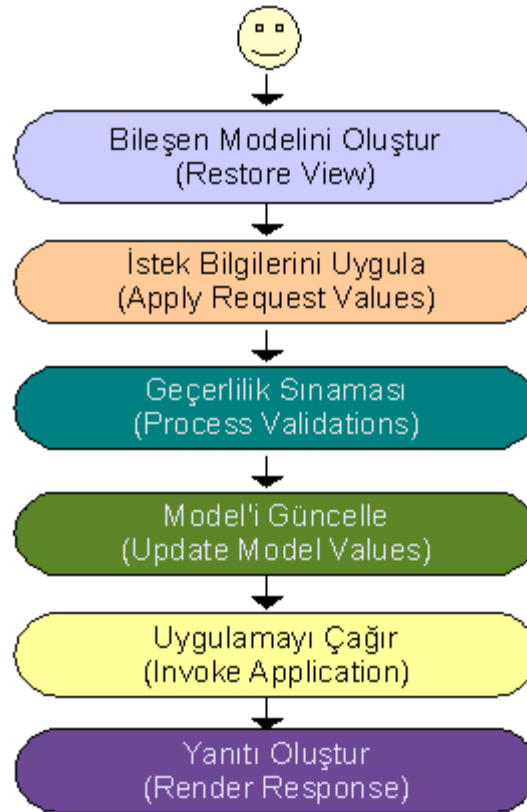 Bileşen Modelini Oluştur
(Restore View)
İstek Bilgilerini Uygula
(Apply Request Values)
Geçerlilik Sınaması
(Process Validations)
Model'i Güncelle
(Update Model Values)
Uygulamayı Çağır
(Invoke Application)
Yanıtı Oluştur
(Render Response)